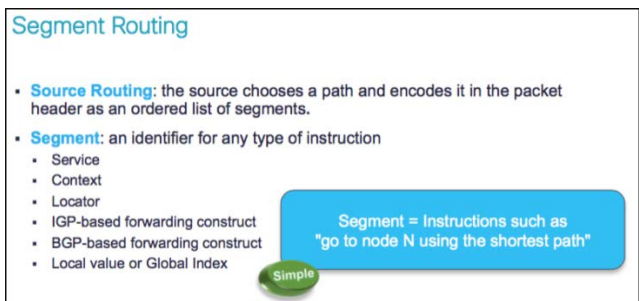 Segment Routing
▪ Source Routing: the source chooses a path and encodes it in the packet
header as an ordered list of segments.
▪ Segment: an identifier for any type of instruction
▪ Service
▪ Context
▪ Locator
▪ IGP-based forwarding construct
▪ BGP-based forwarding construct
▪ Local value or Global Index
Segment = Instructions such as
"go to node N using the shortest path"
Simple